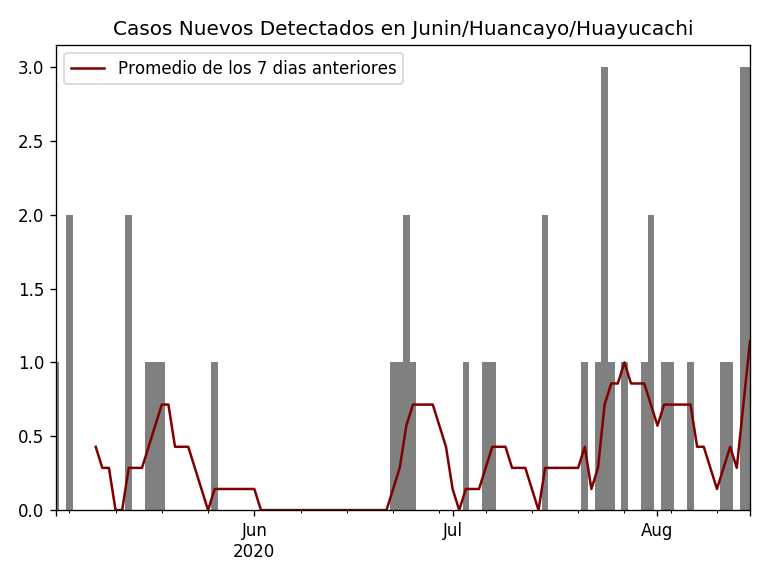 Casos Nuevos Detectados en Junin/Huancayo/Huayucachi
Promedio de los 7 dias anteriores
3.0
2.5
2.0
1.5
1.0
0.5
0.0
Jun
2020
Jul
Aug